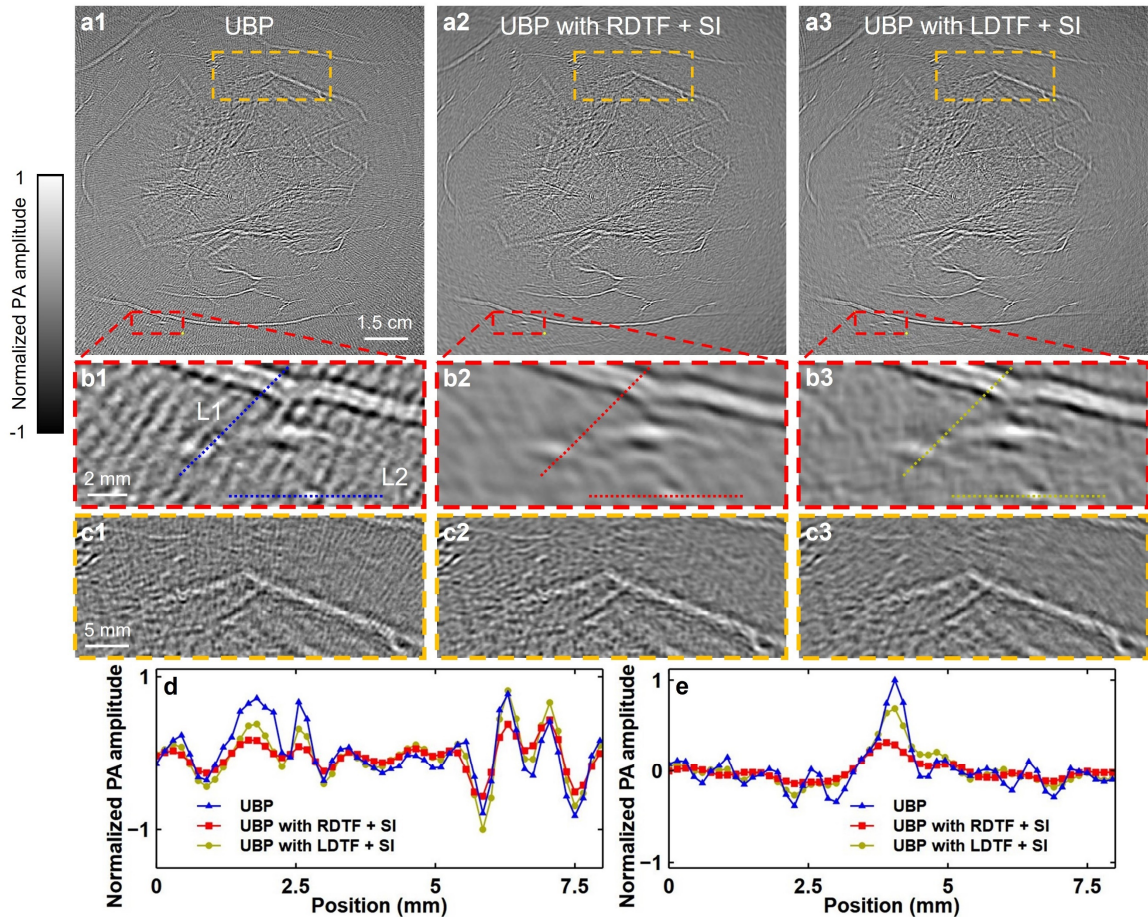 a1
UBP
a2
UBP with RDTF + SI
a3
UBP with LDTF + SI
1
Normalized PA amplitude
-1
1.5 cm
b1
L1
L2
2 mm
b2
b3
c1
5 mm
c2
c3
d
1
−1
Normalized PA amplitude
UBP
UBP with RDTF + SI
UBP with LDTF + SI
0
2.5
5
7.5
Position (mm)
e
1
0
−1
Normalized PA amplitude
UBP
UBP with RDTF + SI
UBP with LDTF + SI
0
2.5
5
7.5
Position (mm)